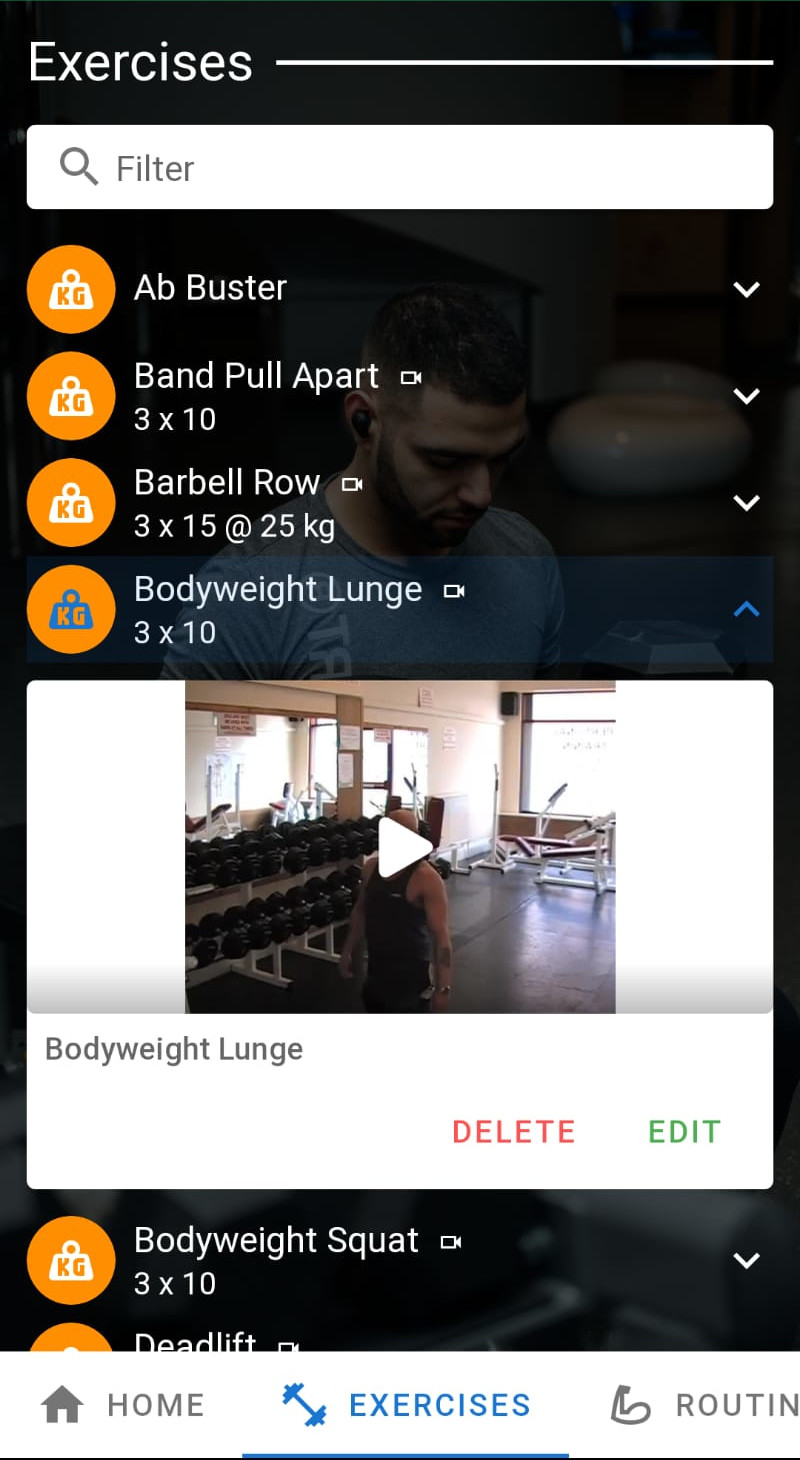 Exercises
Filter
KG
Ab Buster
KG
Band Pull Apart
3 x 10
KG
Barbell Row
3 x 15 @ 25 kg
KG
Bodyweight Lunge
3 x 10
Bodyweight Lunge
DELETE EDIT
KG
Bodyweight Squat
3 x 10
Deadlift
HOME EXERCISES ROUTIN